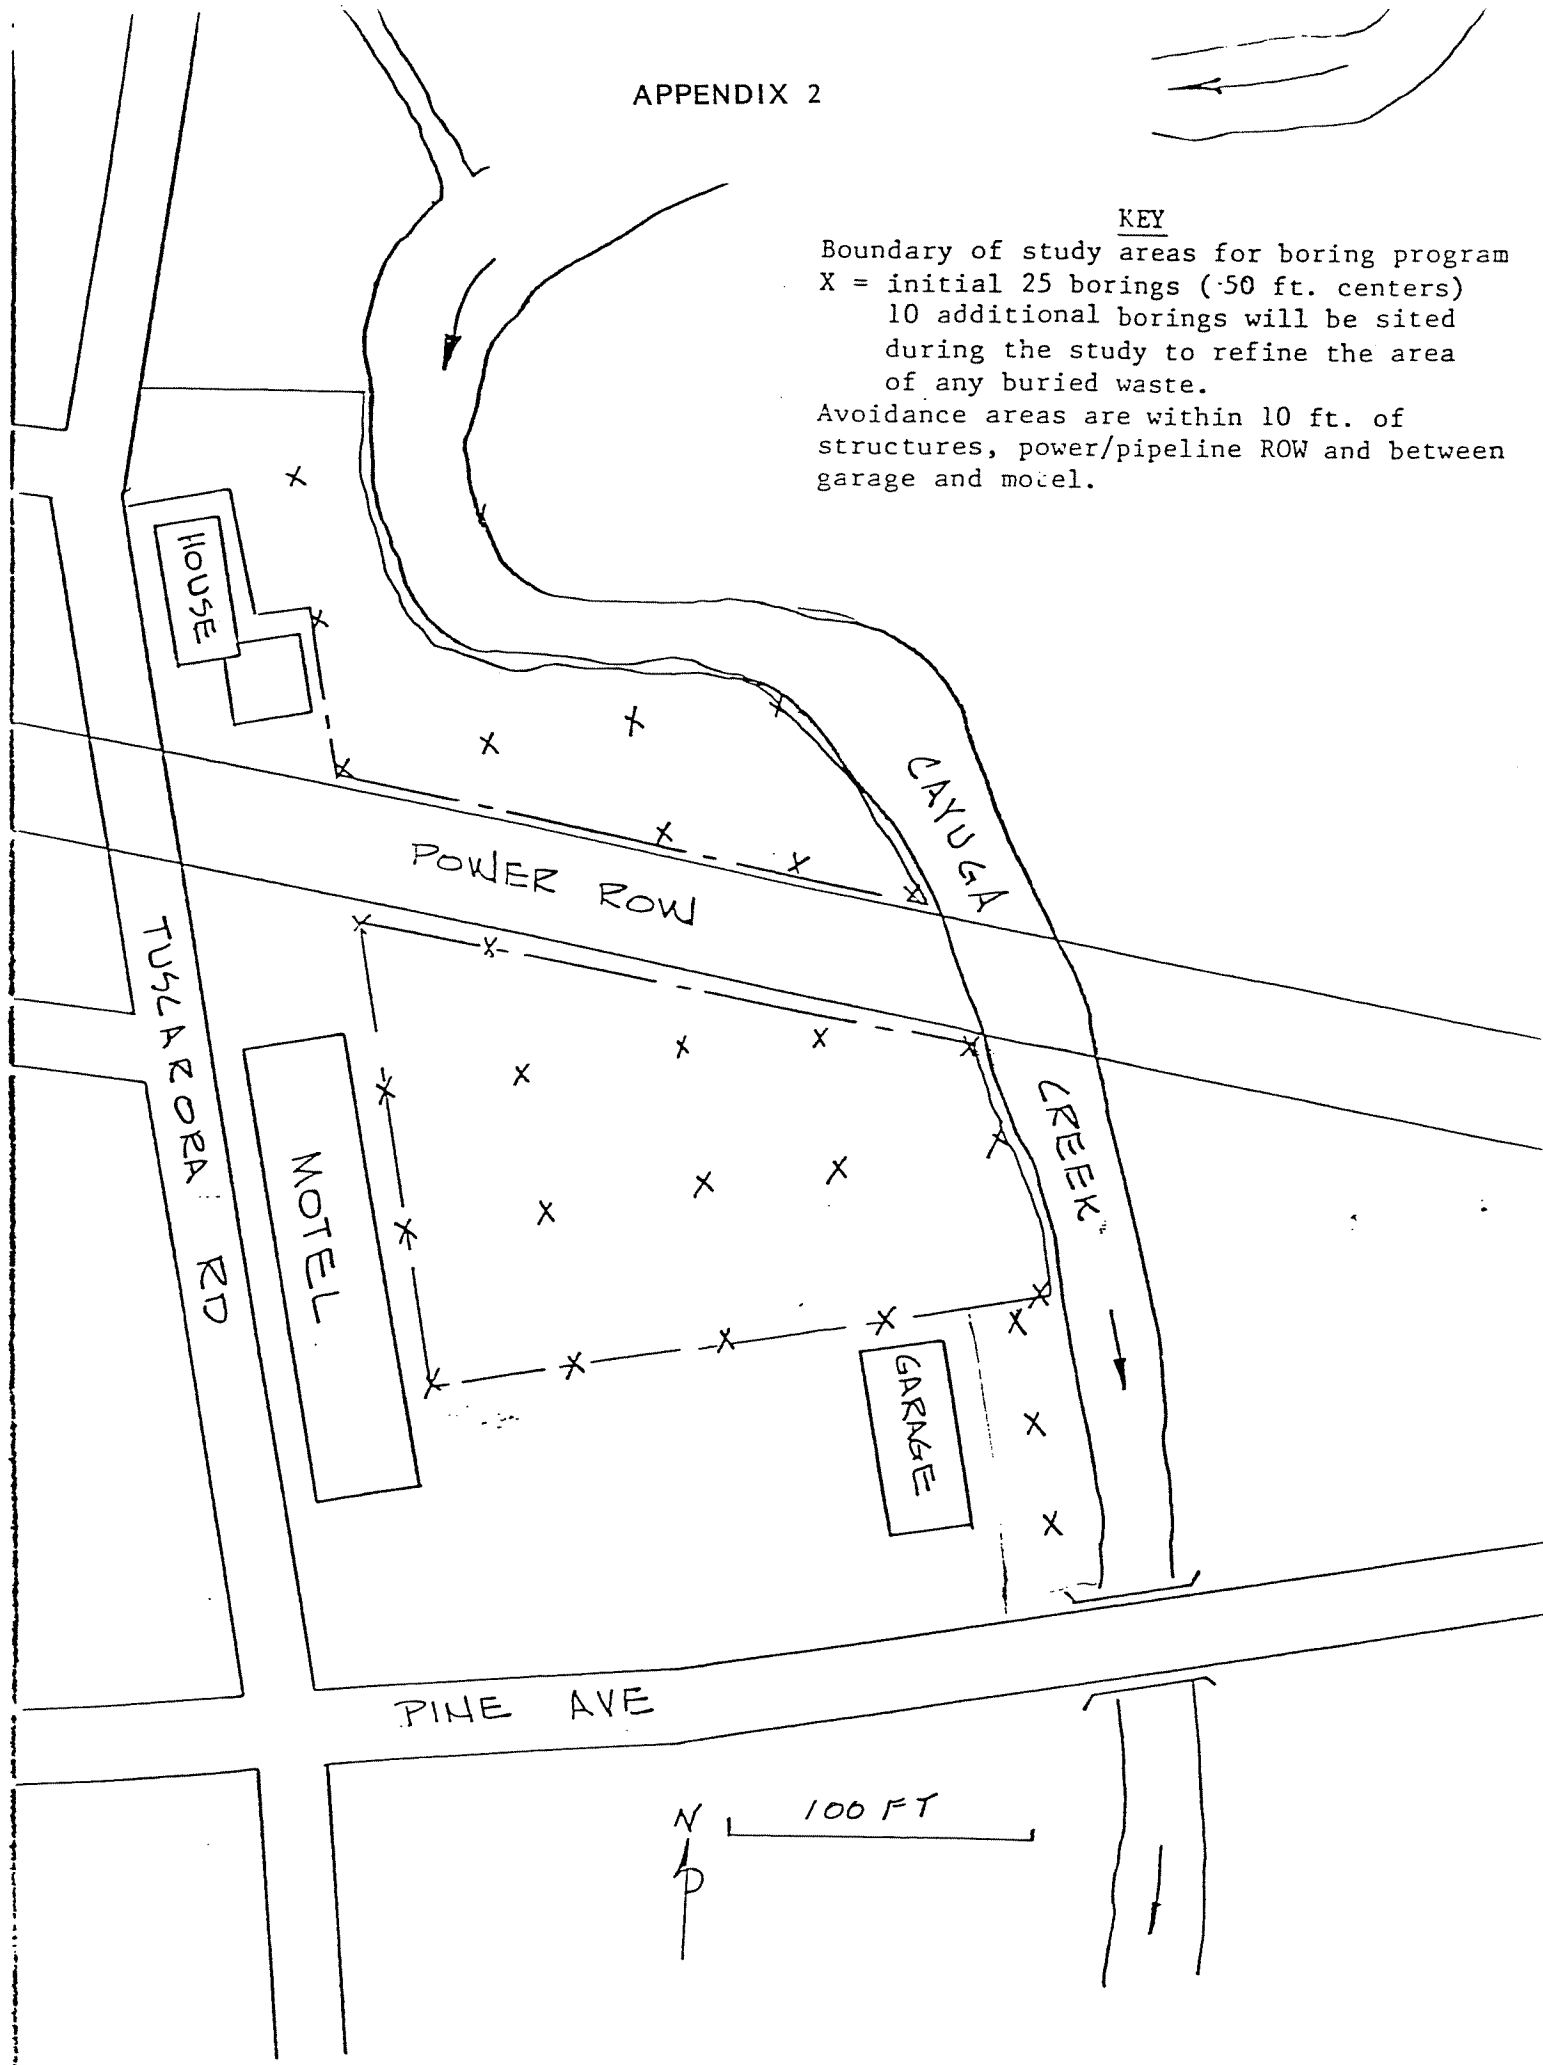 APPENDIX 2
KEY
Boundary of study areas for boring program
X = initial 25 borings (50 ft. centers)
10 additional borings will be sited
during the study to refine the area
of any buried waste.
Avoidance areas are within 10 ft. of
structures, power/pipeline ROW and between
garage and motel.
HOUSE
CAYUGA
POWER ROW
TUSCARORA RD
CREEK
MOTEL
GARAGE
PINE AVE
N
100 FT